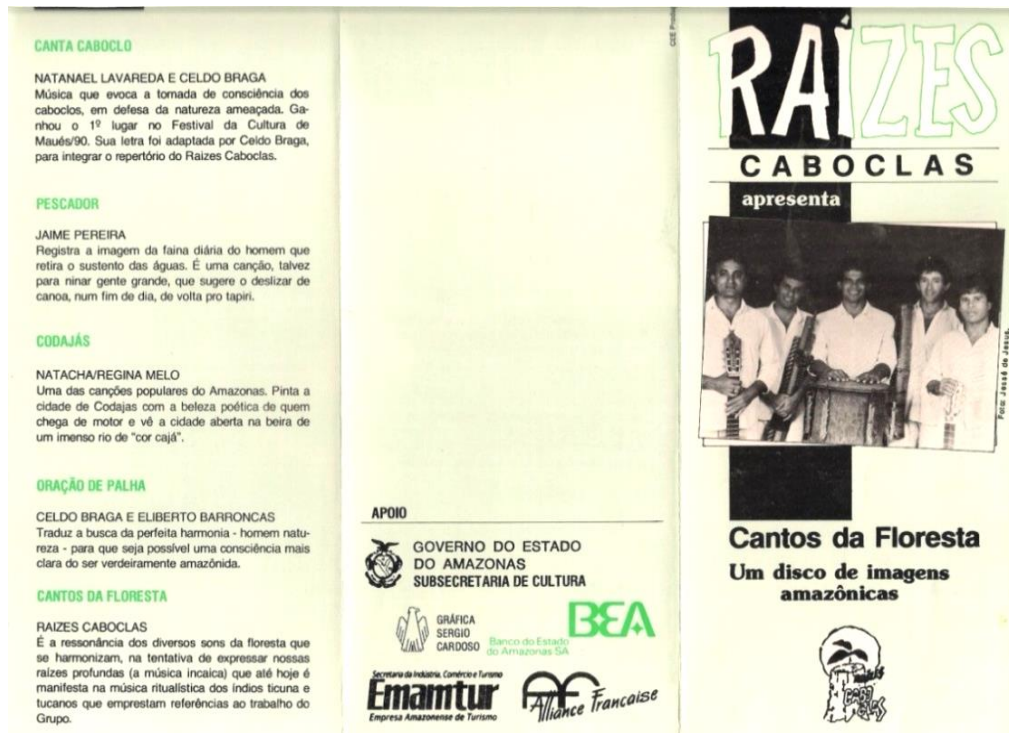 CANTA CABOCLO
NATANAEL LAVAREDA E CELDO BRAGA
Música que evoca a tomada de consciência dos
caboclos, em defesa da natureza ameaçada. Ga-
nhou o 1º lugar no Festival da Cultura de
Maués/90. Sua letra foi adaptada por Celdo Braga,
para integrar o repertório do Raizes Caboclas.
PESCADOR
JAIME PEREIRA
Registra a imagem da faina diária do homem que
retira o sustento das águas. É uma canção, talvez
para ninar gente grande, que sugere o deslizar de
canoa, num fim de dia, de volta pro tapiri.
CODAJÁS
NATACHA/REGINA MELO
Uma das canções populares do Amazonas. Pinta a
cidade de Codajas com a beleza poética de quem
chega de motor e vê a cidade aberta na beira de
um imenso rio de "cor cajá".
ORAÇÃO DE PALHA
CELDO BRAGA E ELIBERTO BARRONCAS
Traduz a busca da perfeita harmonia - homem natu-
reza - para que seja possível uma consciência mais
clara do ser verdeiramente amazônida.
CANTOS DA FLORESTA
RAIZES CABOCLAS
É a ressonância dos diversos sons da floresta que
se harmonizam, na tentativa de expressar nossas
raízes profundas (a música incaica) que até hoje é
manifesta na música ritualística dos índios ticuna e
tucanos que emprestam referências ao trabalho do
Grupo.
APOIO
GOVERNO DO ESTADO
DO AMAZONAS
SUBSECRETARIA DE CULTURA
GRÁFICA
SERGIO
CARDOSO
BEA
Banco do Estado
do Amazonas SA
Secretaria da Indústria, Comércio e Turismo
Emamtur
Empresa Amazonense de Turismo
AF
Alliance Francaise
RAÍZES
CABOCLAS
apresenta
Foto: Jessé de Jesus.
Cantos da Floresta
Um disco de imagens
amazônicas